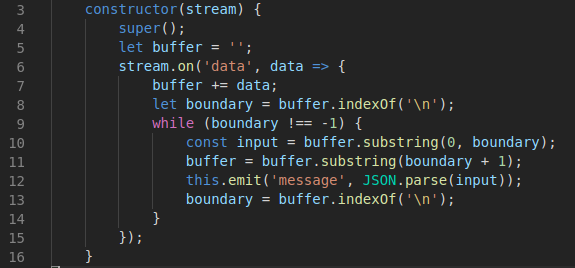 3 constructor(stream) {
4 super();
5 let buffer = '';
6 stream.on('data', data => {
7 buffer += data;
8 let boundary = buffer.indexOf('\n');
9 while (boundary !== -1) {
10 const input = buffer.substring(0, boundary);
11 buffer = buffer.substring(boundary + 1);
12 this.emit('message', JSON.parse(input));
13 boundary = buffer.indexOf('\n');
14 }
15 });
16 }